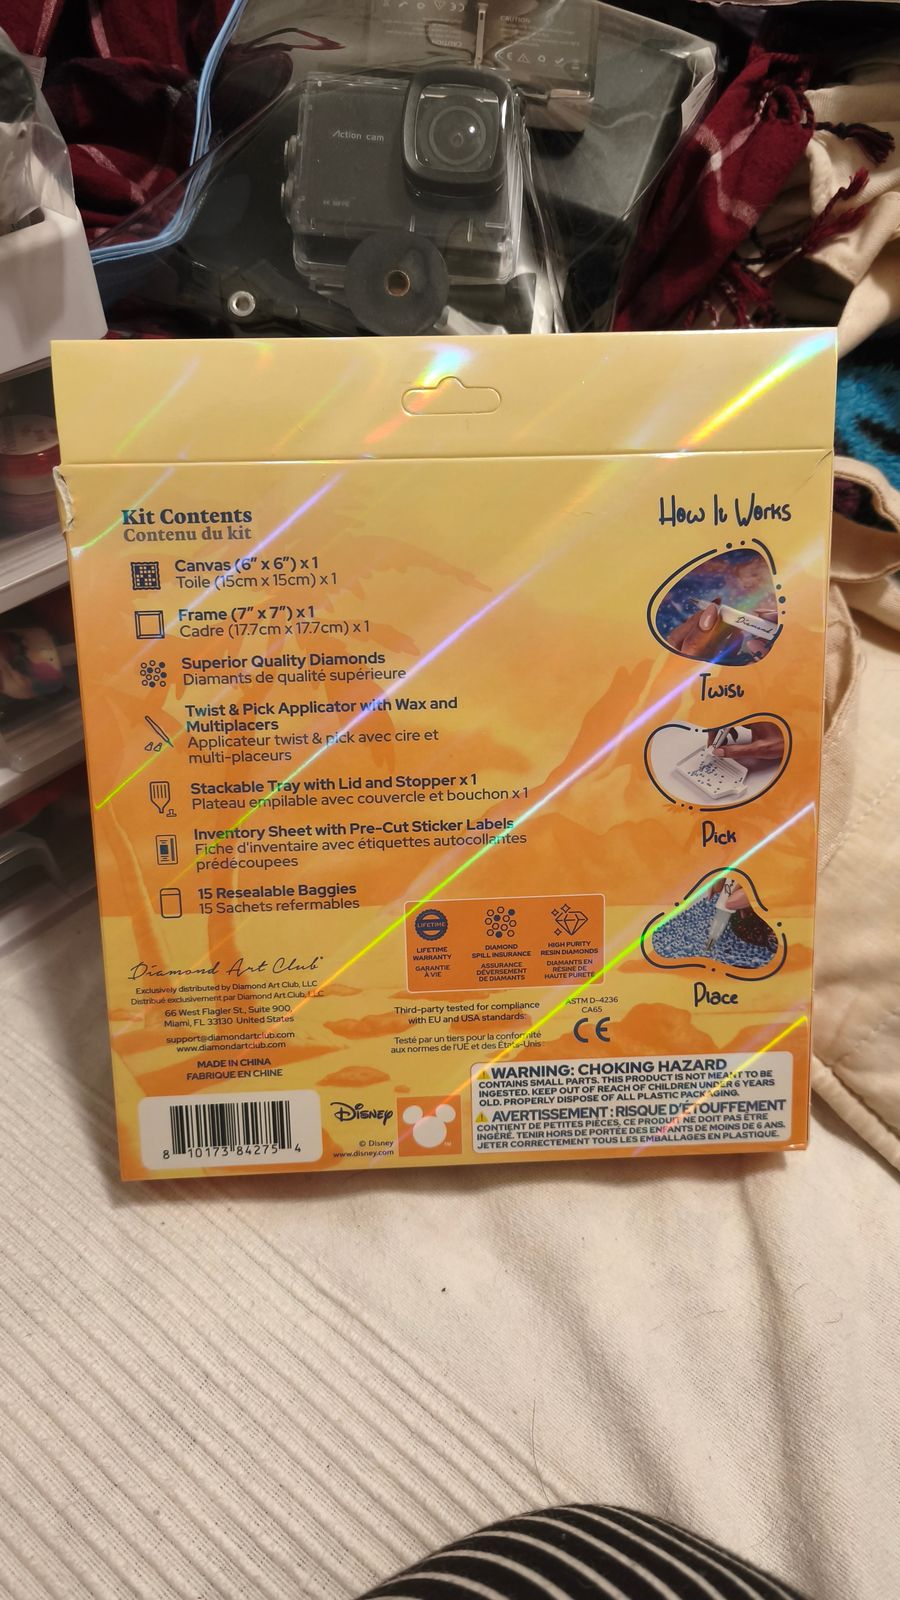 CAUTION
Action cam
Kit Contents
Contenu du kit
Canvas (6" x 6") x 1
Toile (15cm x 15cm) x 1
Frame (7" x 7") x 1
Cadre (17.7cm x 17.7cm) x 1
Superior Quality Diamonds
Diamants de qualité supérieure
Twist & Pick Applicator with Wax and
Multiplacers
Applicateur twist & pick avec cire et
multi-placeurs
Stackable Tray with Lid and Stopper x 1
Plateau empilable avec couvercle et bouchon x 1
Inventory Sheet with Pre-Cut Sticker Labels
Fiche d'inventaire avec étiquettes autocollantes
prédécoupees
15 Resealable Baggies
15 Sachets refermables
How It Works
Diamond
Twist
Pick
Place
LIFETIME
LIFETIME
WARRANTY
GARANTIE
À VIE
DIAMOND
SPILL INSURANCE
ASSURANCE
DÉVERSEMENT
DE DIAMANTS
HIGH PURITY
RESIN DIAMONDS
DIAMANTS EN
RÉSINE DE
HAUTE PURETÉ
Diamond Art Club
Exclusively distributed by Diamond Art Club, LLC
Distribué exclusivement par Diamond Art Club, LLC
66 West Flagler St., Suite 900,
Miami, FL 33130 United States
support@diamondartclub.com
www.diamondartclub.com
MADE IN CHINA
FABRIQUE EN CHINE
Third-party tested for compliance
with EU and USA standards:
Testé par un tiers pour la conformité
aux normes de l'UE et des États-Unis:
ASTM D-4236
CA65
CE
8 10173 84275 4
Disney
© Disney
www.disney.com
TM
WARNING: CHOKING HAZARD
CONTAINS SMALL PARTS. THIS PRODUCT IS NOT MEANT TO BE
INGESTED. KEEP OUT OF REACH OF CHILDREN UNDER 6 YEARS
OLD. PROPERLY DISPOSE OF ALL PLASTIC PACKAGING.
AVERTISSEMENT : RISQUE D'ÉTOUFFEMENT
CONTIENT DE PETITES PIÈCES, CE PRODUIT NE DOIT PAS ÊTRE
INGÉRÉ. TENIR HORS DE PORTÉE DES ENFANTS DE MOINS DE 6 ANS.
JETER CORRECTEMENT TOUS LES EMBALLAGES EN PLASTIQUE.